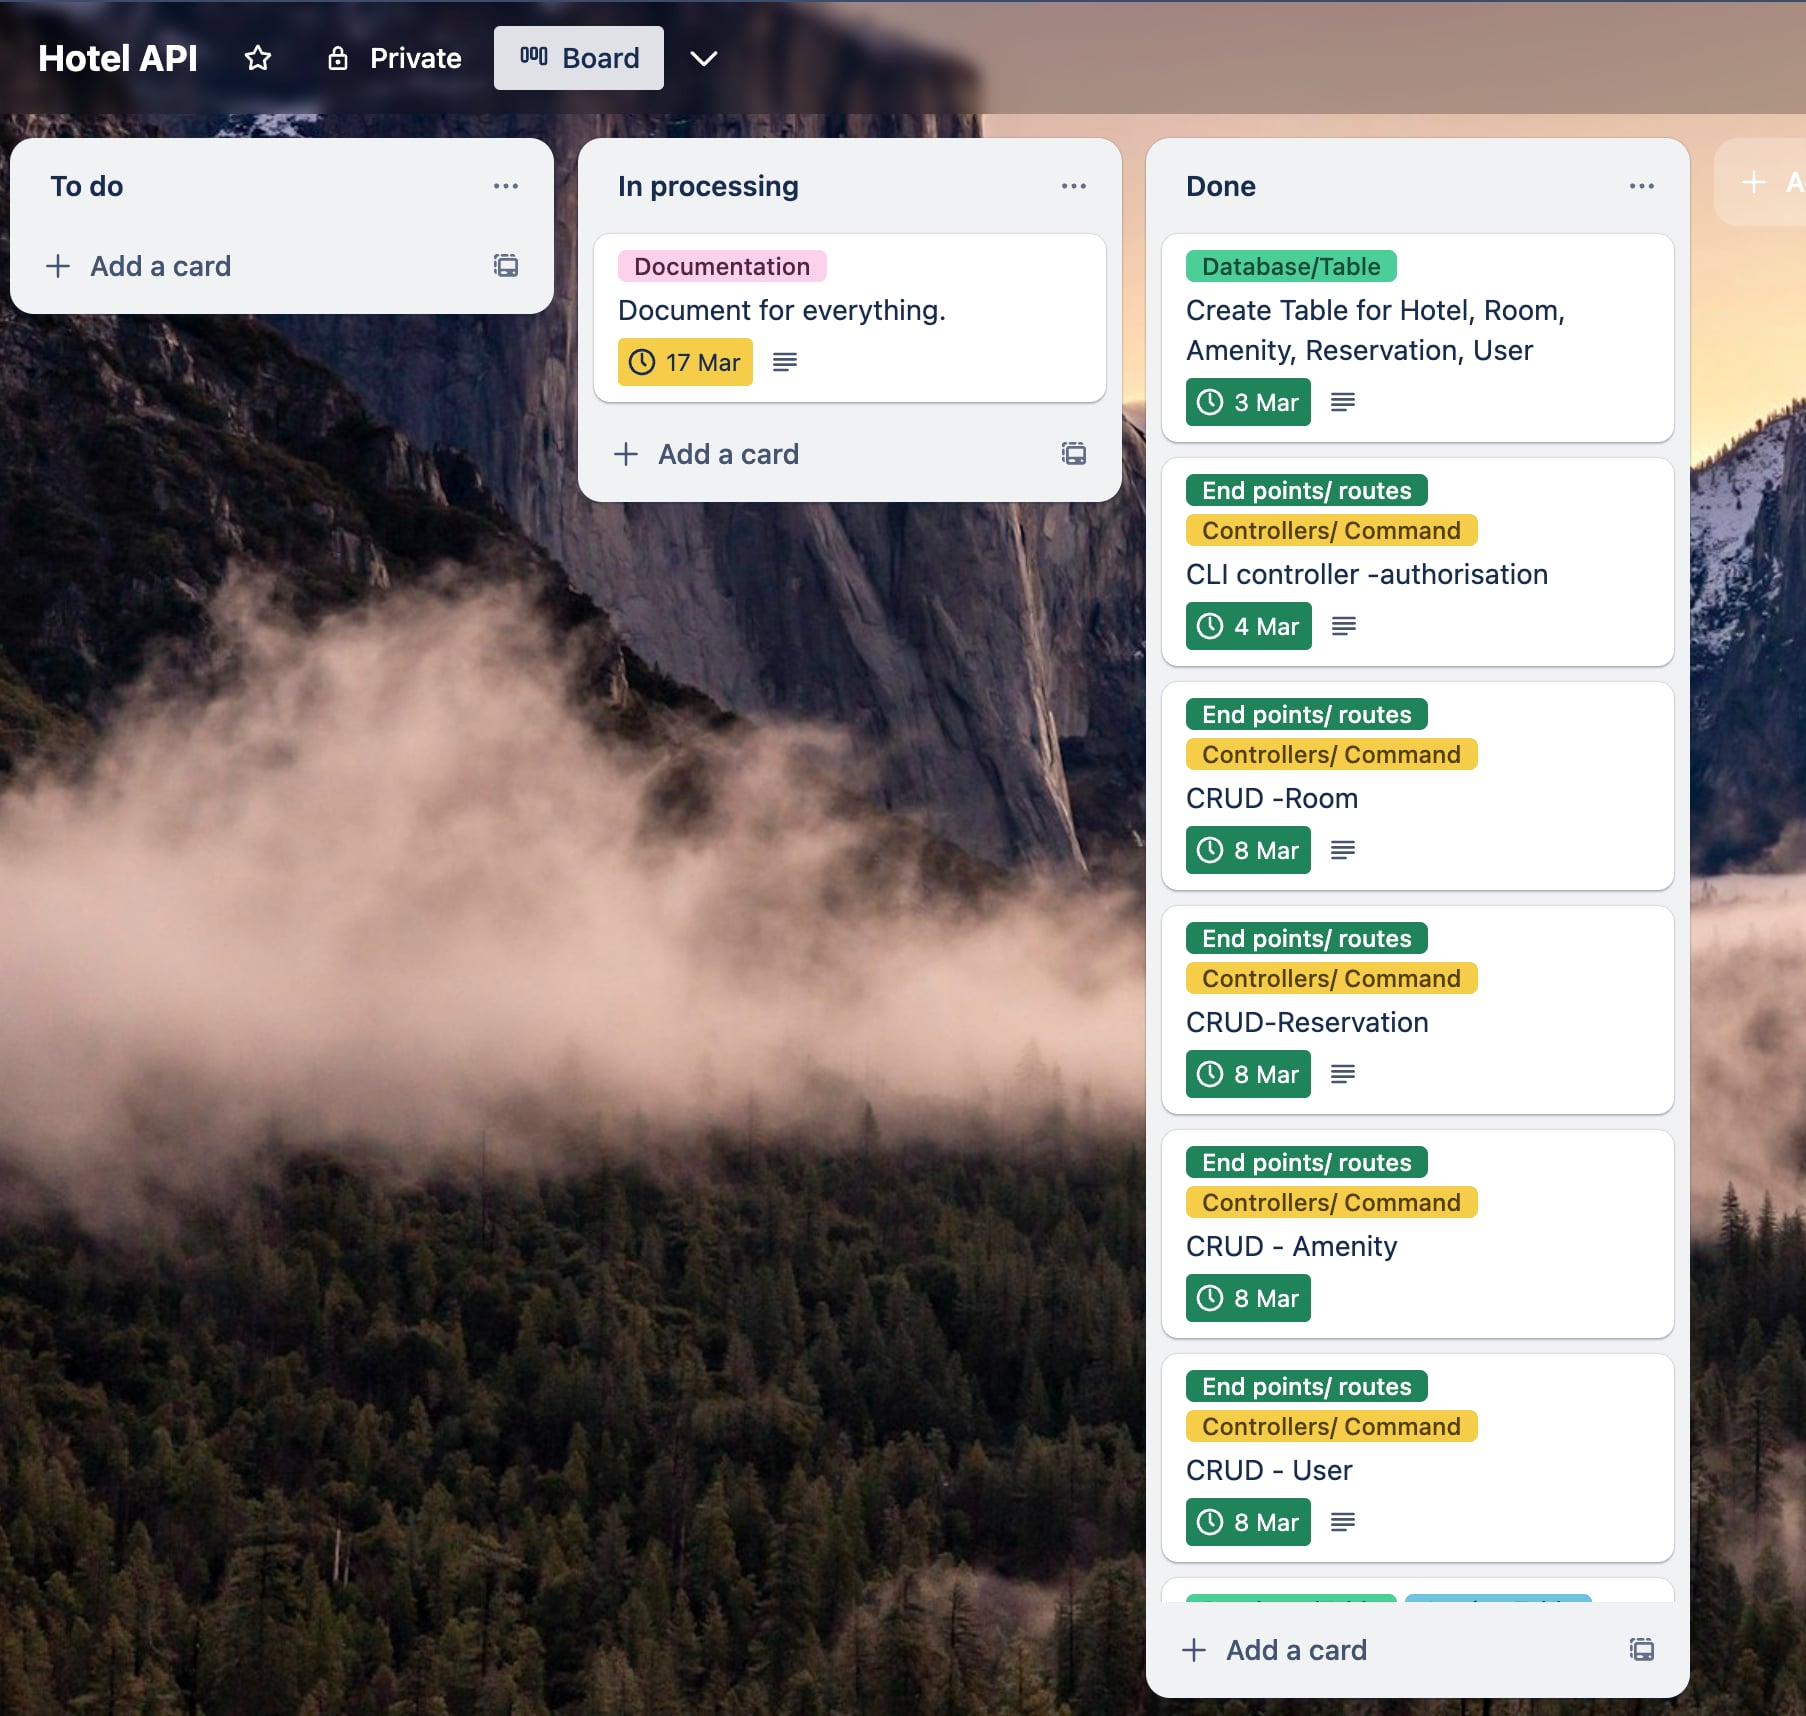 Hotel API
Private
Board
To do
Add a card
In processing
Documentation
Document for everything.
17 Mar
Add a card
Done
Database/Table
Create Table for Hotel, Room,
Amenity, Reservation, User
3 Mar
End points/ routes
Controllers/ Command
CLI controller -authorisation
4 Mar
End points/ routes
Controllers/ Command
CRUD -Room
8 Mar
End points/ routes
Controllers/ Command
CRUD-Reservation
8 Mar
End points/ routes
Controllers/ Command
CRUD - Amenity
8 Mar
End points/ routes
Controllers/ Command
CRUD - User
8 Mar
Add a card